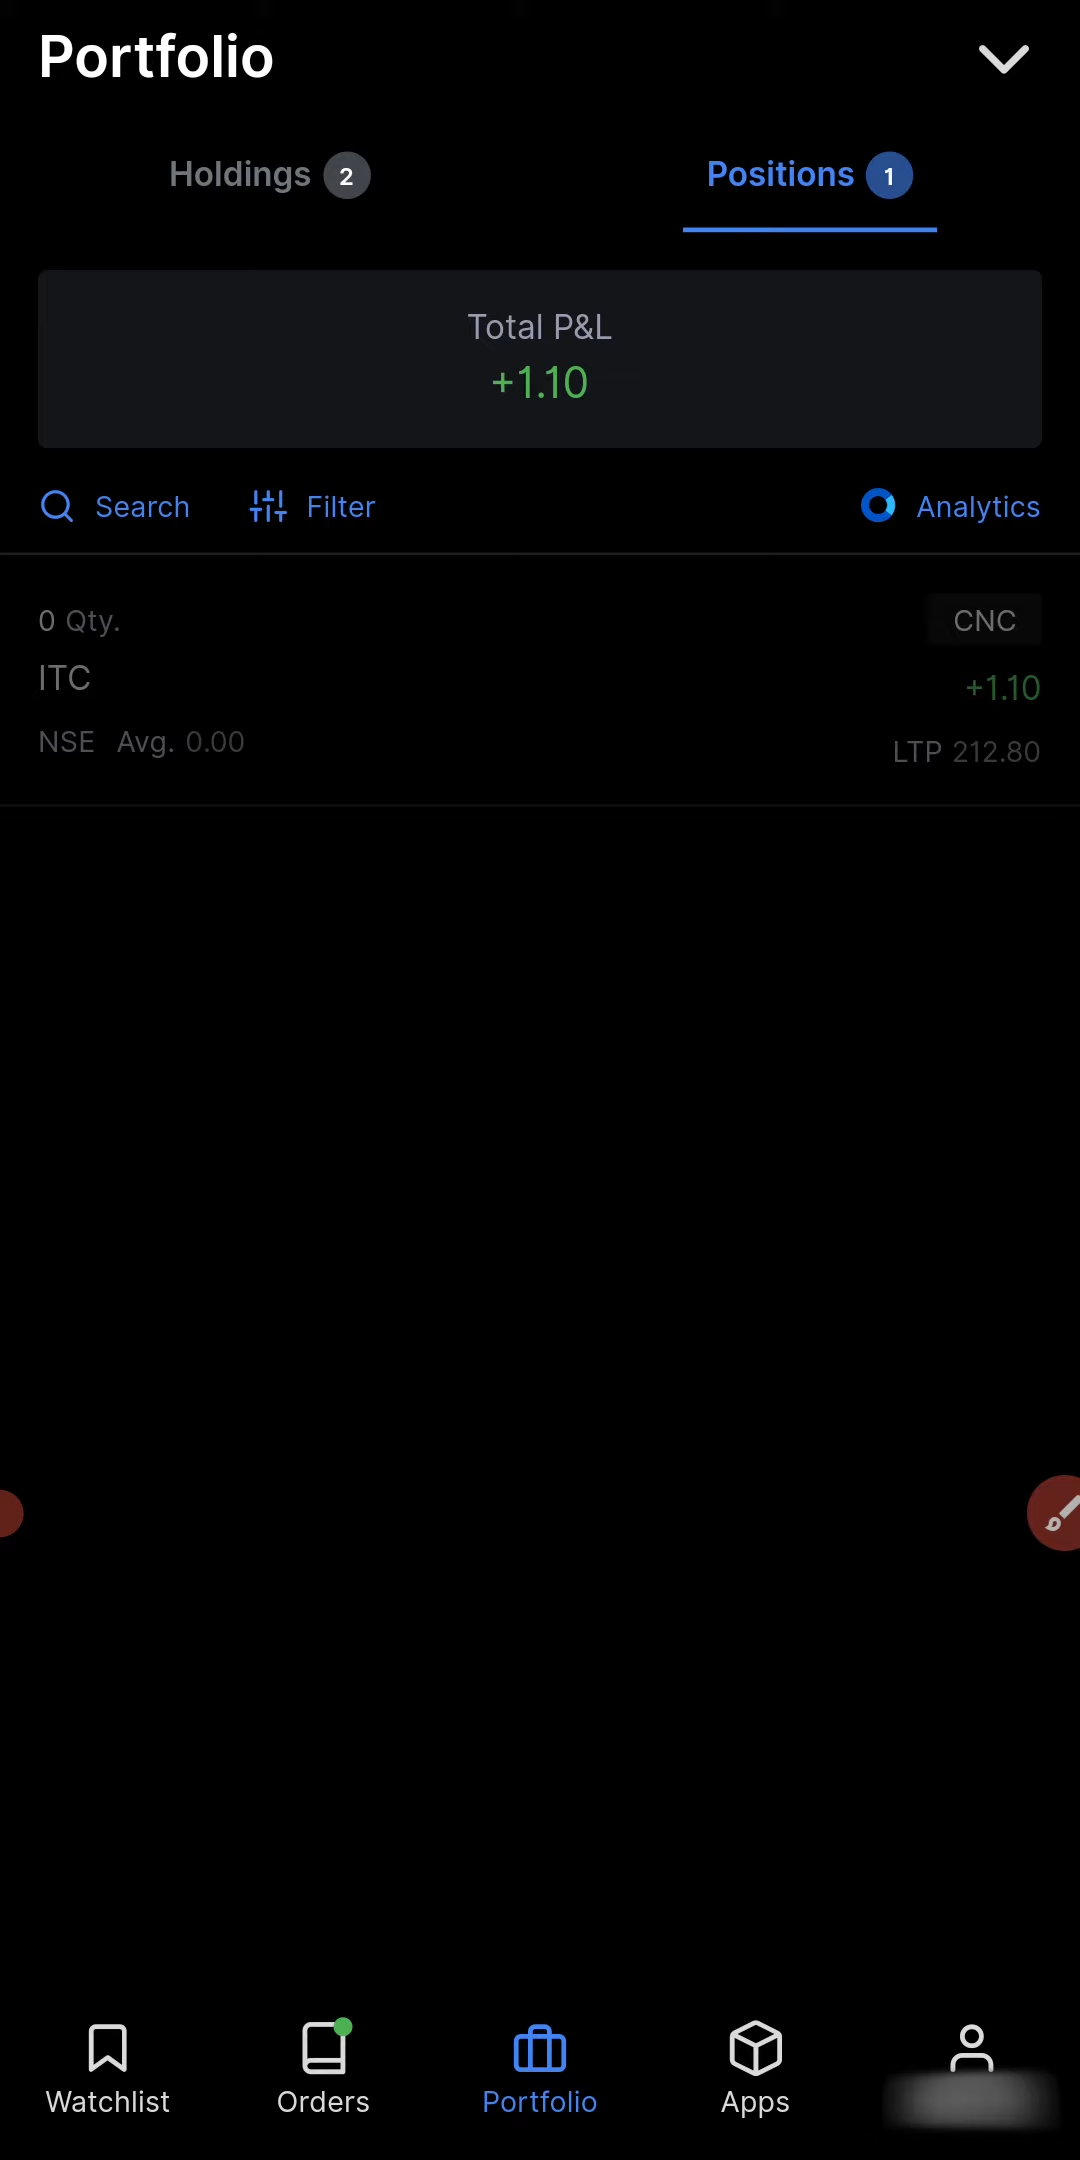 Portfolio
Holdings 2
Positions 1
Total P&L
+1.10
Search Filter Analytics
0 Qty. CNC
ITC +1.10
NSE Avg. 0.00 LTP 212.80
Watchlist Orders Portfolio Apps